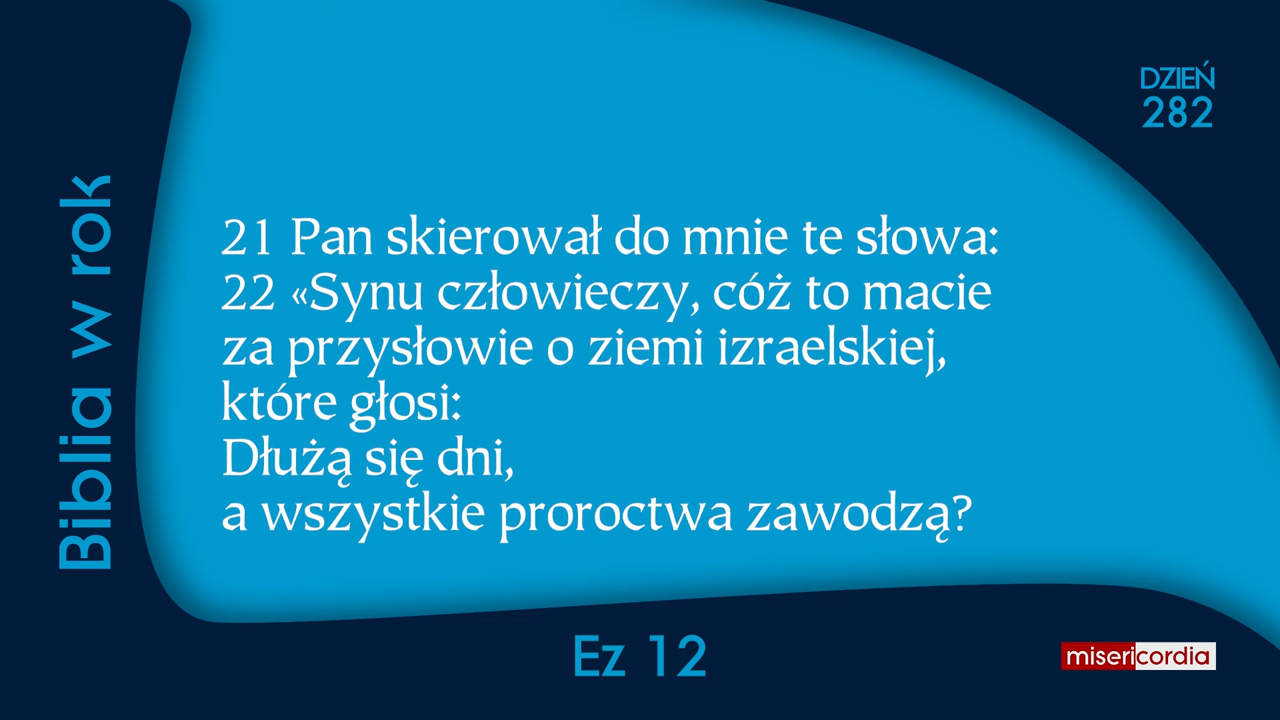 DZIEŃ
282
Biblia w rok
21 Pan skierował do mnie te słowa:
22 «Synu człowieczy, cóż to macie
za przysłowie o ziemi izraelskiej,
które głosi:
Dłużą się dni,
a wszystkie proroctwa zawodzą?
Ez 12
misericordia